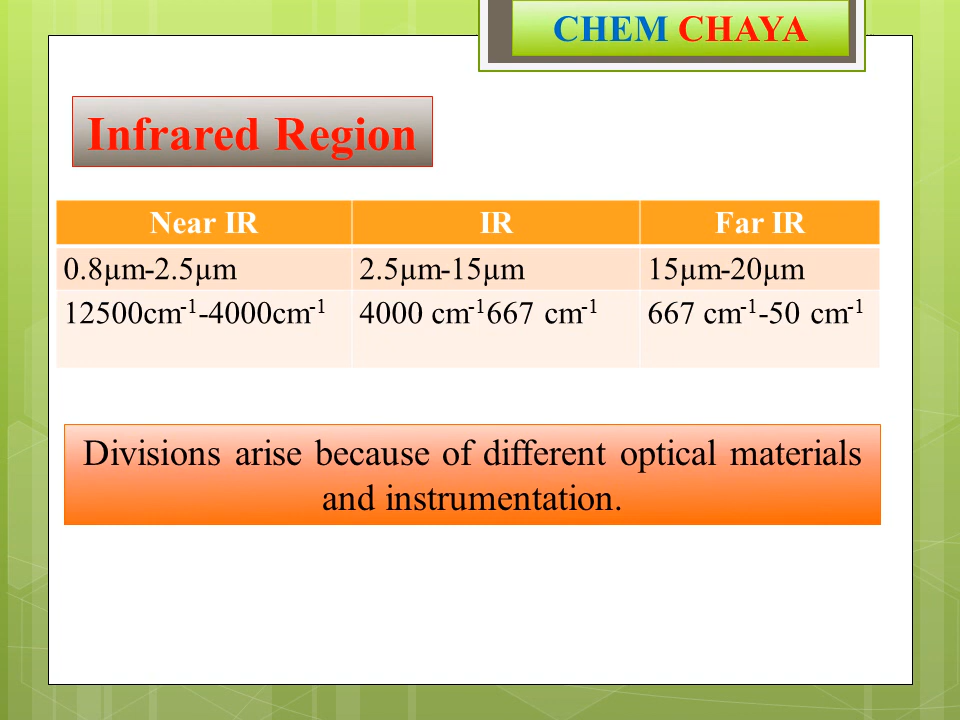 CHEM CHAYA
Infrared Region
Near IR IR Far IR
0.8µm-2.5µm 2.5µm-15µm 15µm-20µm
12500cm⁻¹-4000cm⁻¹ 4000 cm⁻¹667 cm⁻¹ 667 cm⁻¹-50 cm⁻¹
Divisions arise because of different optical materials
and instrumentation.